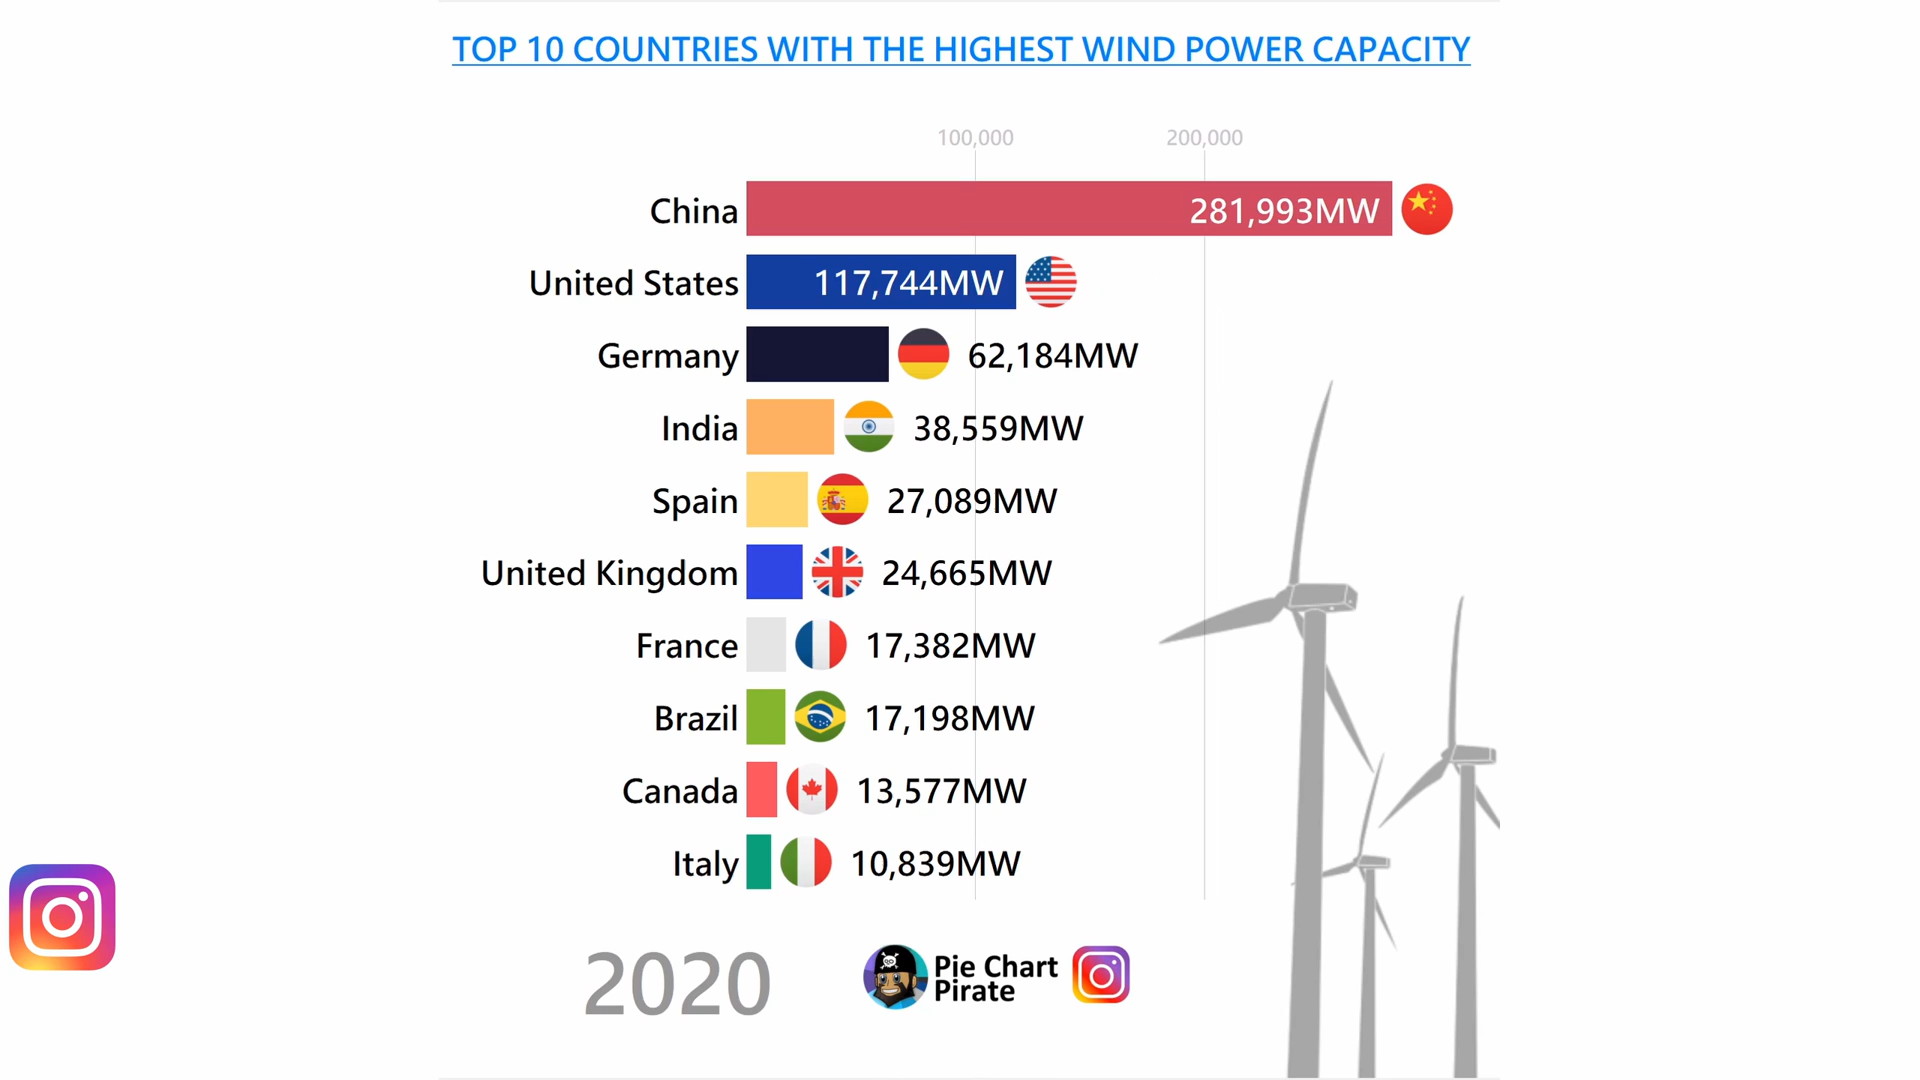 TOP 10 COUNTRIES WITH THE HIGHEST WIND POWER CAPACITY
100,000 200,000
China 281,993MW
United States 117,744MW
Germany 62,184MW
India 38,559MW
Spain 27,089MW
United Kingdom 24,665MW
France 17,382MW
Brazil 17,198MW
Canada 13,577MW
Italy 10,839MW
2020
Pie Chart
Pirate